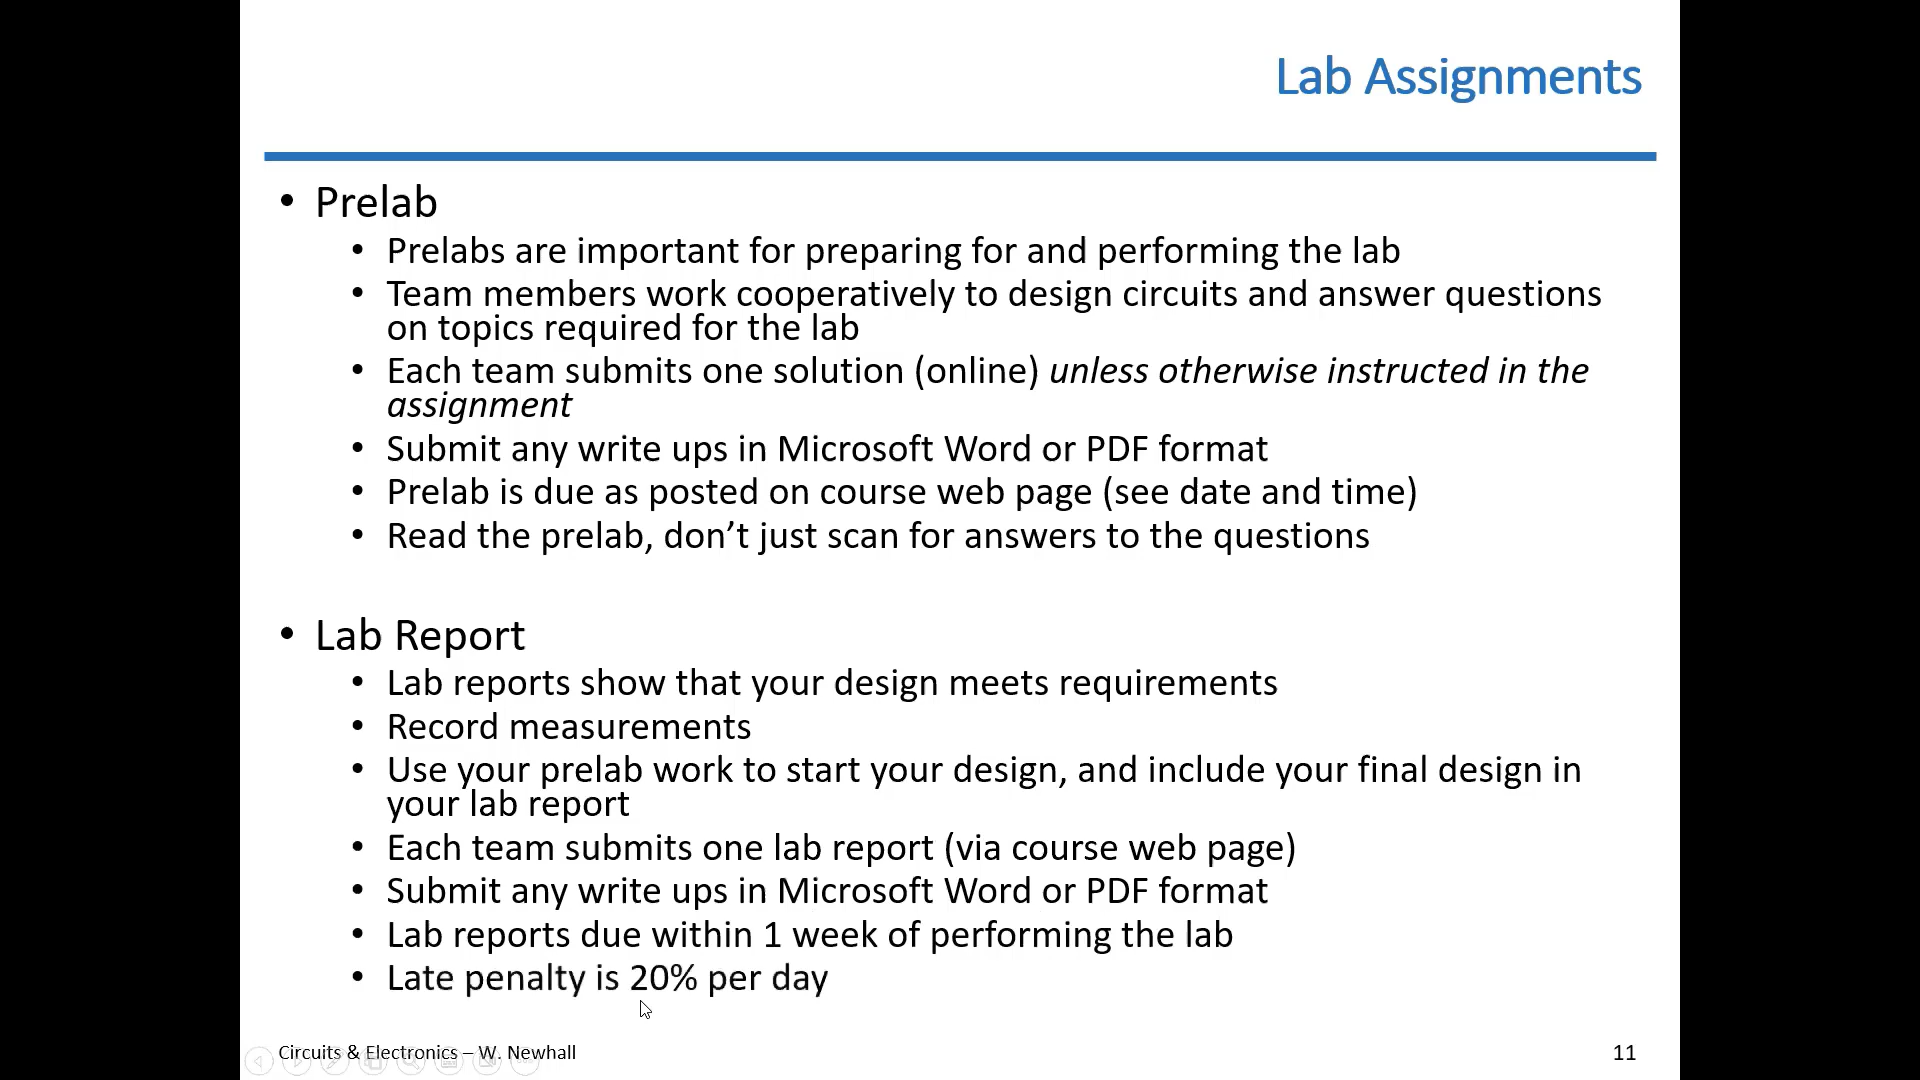 Lab Assignments
• Prelab
• Prelabs are important for preparing for and performing the lab
• Team members work cooperatively to design circuits and answer questions
on topics required for the lab
• Each team submits one solution (online) unless otherwise instructed in the
assignment
• Submit any write ups in Microsoft Word or PDF format
• Prelab is due as posted on course web page (see date and time)
• Read the prelab, don’t just scan for answers to the questions
• Lab Report
• Lab reports show that your design meets requirements
• Record measurements
• Use your prelab work to start your design, and include your final design in
your lab report
• Each team submits one lab report (via course web page)
• Submit any write ups in Microsoft Word or PDF format
• Lab reports due within 1 week of performing the lab
• Late penalty is 20% per day
Circuits & Electronics – W. Newhall
11